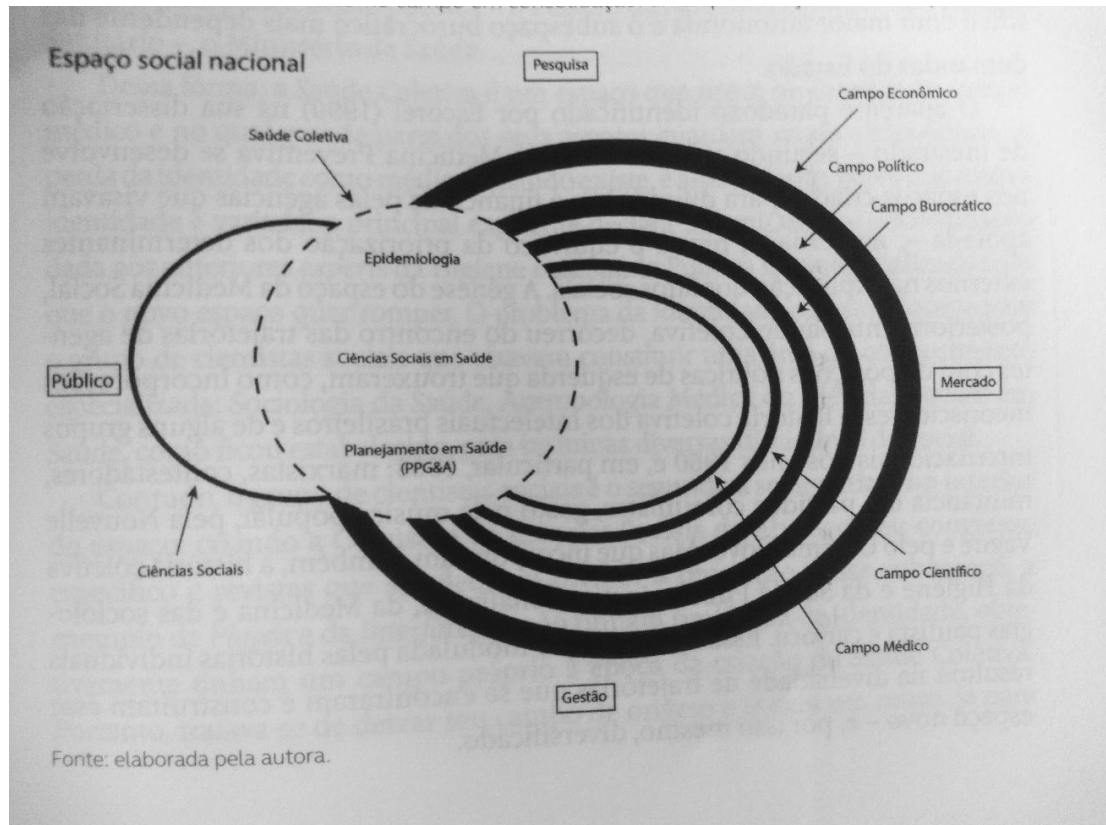 Espaço social nacional
Pesquisa
Campo Econômico
Saúde Coletiva
Campo Político
Campo Burocrático
Epidemiologia
Ciências Sociais em Saúde
Público
Mercado
Planejamento em Saúde
(PPG&A)
Ciências Sociais
Campo Científico
Campo Médico
Gestão
Fonte: elaborada pela autora.